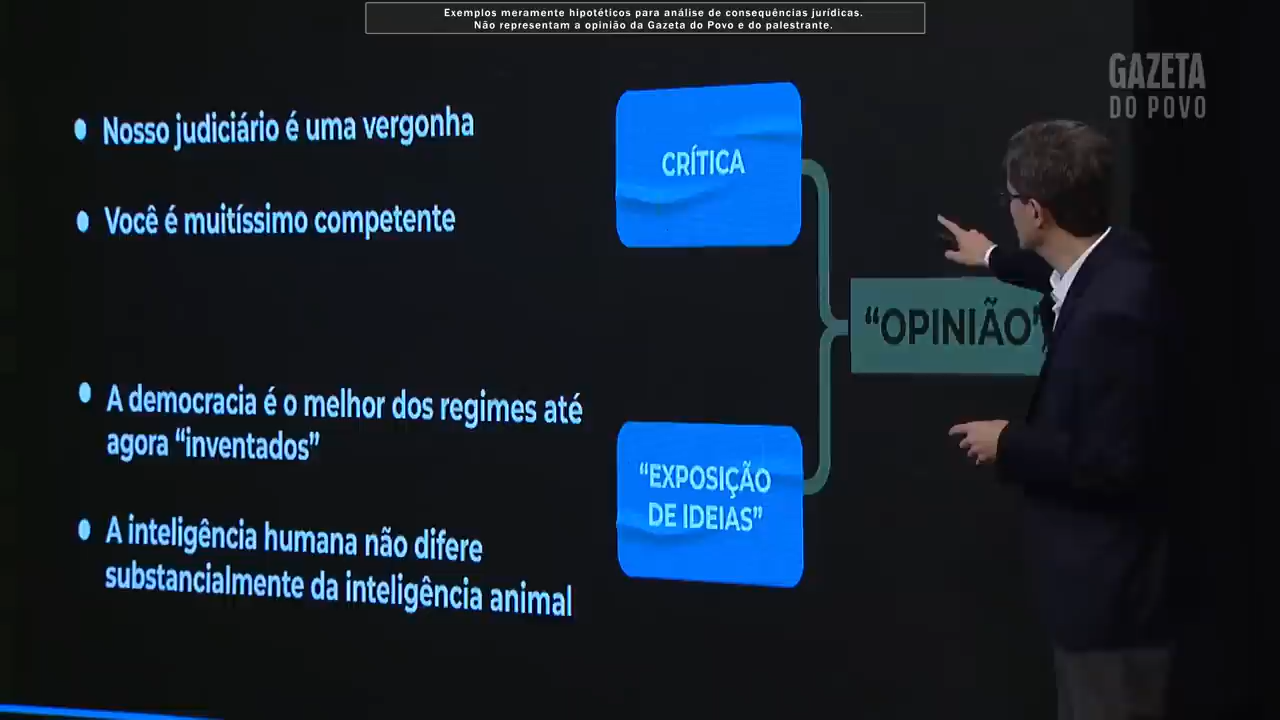 Exemplos meramente hipotéticos para análise de consequências jurídicas.
Não representam a opinião da Gazeta do Povo e do palestrante.
GAZETA
DO POVO
• Nosso judiciário é uma vergonha
• Você é muitíssimo competente
CRÍTICA
“OPINIÃO”
• A democracia é o melhor dos regimes até
agora “inventados”
• A inteligência humana não difere
substancialmente da inteligência animal
“EXPOSIÇÃO
DE IDEIAS”